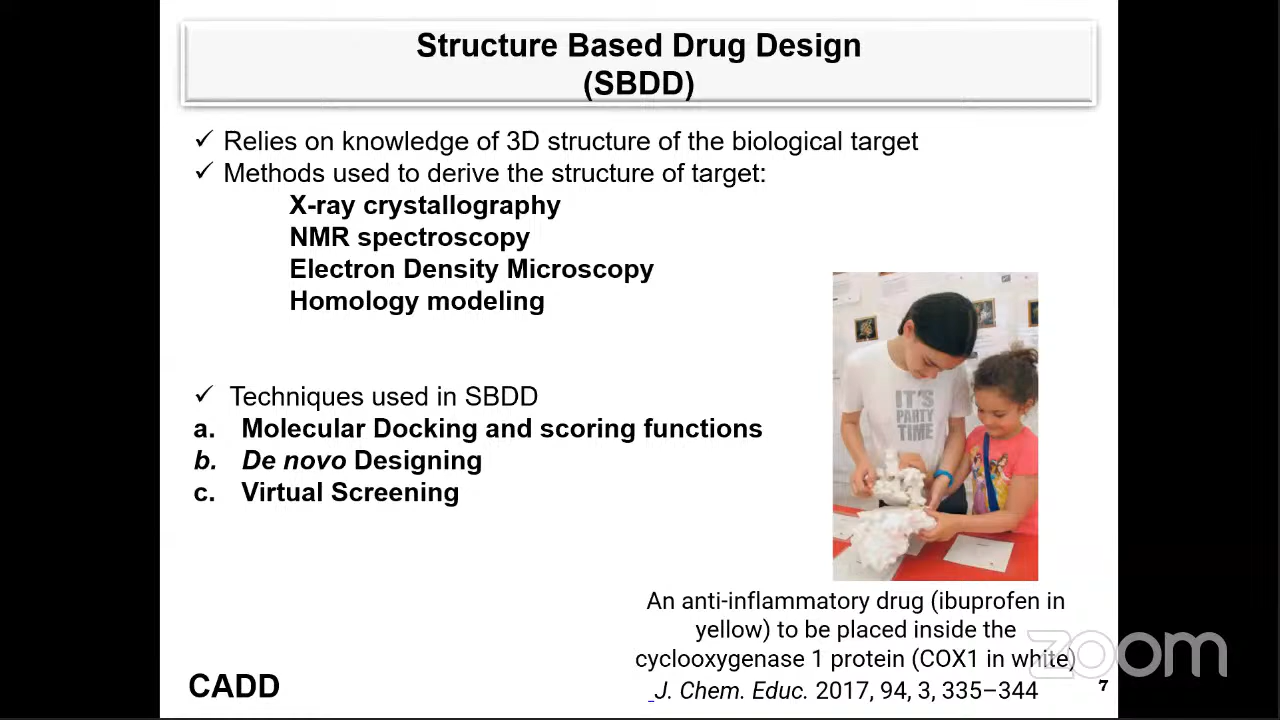 Structure Based Drug Design
(SBDD)
✓ Relies on knowledge of 3D structure of the biological target
✓ Methods used to derive the structure of target:
X-ray crystallography
NMR spectroscopy
Electron Density Microscopy
Homology modeling
✓ Techniques used in SBDD
a. Molecular Docking and scoring functions
b. De novo Designing
c. Virtual Screening
IT'S
PARTY
TIME
An anti-inflammatory drug (ibuprofen in
yellow) to be placed inside the
cyclooxygenase 1 protein (COX1 in white)
J. Chem. Educ. 2017, 94, 3, 335–344
zoom
CADD
7